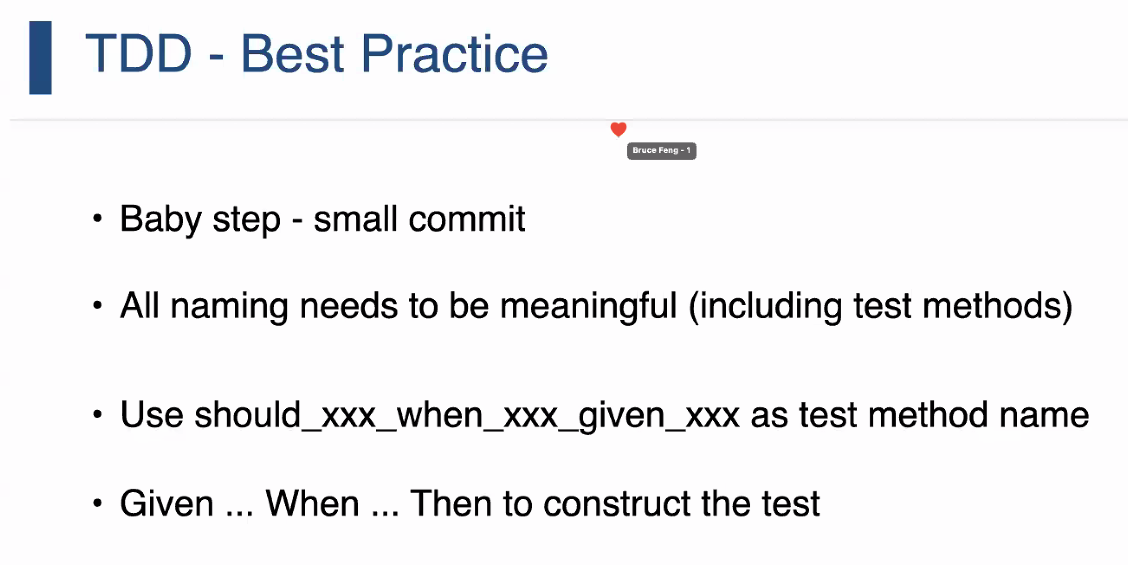 TDD - Best Practice
Bruce Feng - 1
• Baby step - small commit
• All naming needs to be meaningful (including test methods)
• Use should_xxx_when_xxx_given_xxx as test method name
• Given ... When ... Then to construct the test